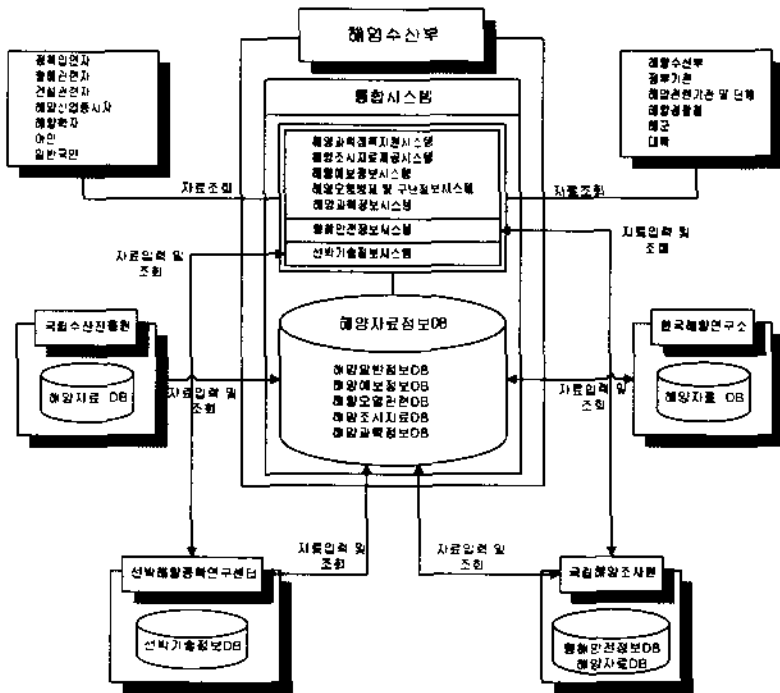 해양수산부
정책입안자
항해관련자
건설관련자
해양산업종사자
해양학자
어민
일반국민
해양수산부
정부기관
해양관련기관 및 단체
해양경찰청
해군
대학
통합시스템
해양과학정책지원시스템
해양조사자료제공시스템
해양예보정보시스템
해양오염방제 및 구난정보시스템
해양과학정보시스템
항해안전정보시스템
선박기술정보시스템
자료조회
자료조회
자료입력 및
조회
자료입력 및
조회
해양자료정보DB
해양일반정보DB
해양예보정보DB
해양오염관련DB
해양조사자료DB
해양과학정보DB
국립수산진흥원
해양자료 DB
자료입력 및
조회
한국해양연구소
해양자료 DB
자료입력 및
조회
자료입력 및
조회
자료입력 및
조회
선박해양공학연구센터
선박기술정보DB
국립해양조사원
항해안전정보DB
해양자료DB